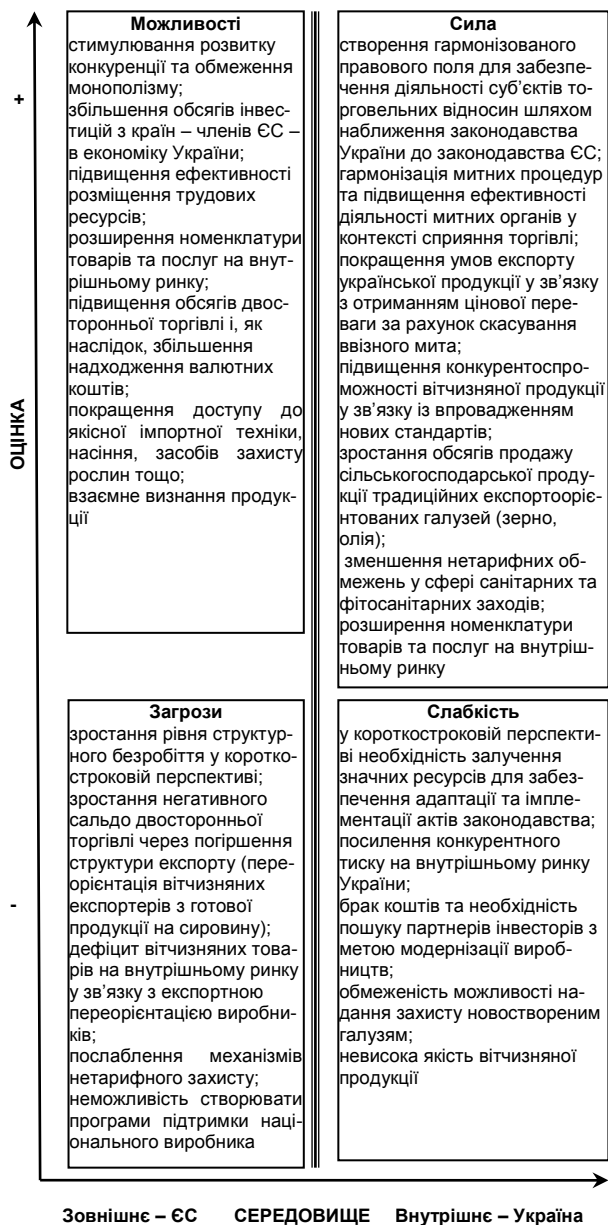 Можливості
стимулювання розвитку
конкуренції та обмеження
монополізму;
збільшення обсягів інвес-
тицій з країн – членів ЄС –
в економіку України;
підвищення ефективності
розміщення трудових
ресурсів;
розширення номенклатури
товарів та послуг на внут-
рішньому ринку;
підвищення обсягів двос-
торонньої торгівлі і, як
наслідок, збільшення
надходження валютних
коштів;
покращення доступу до
якісної імпортної техніки,
насіння, засобів захисту
рослин тощо;
взаємне визнання продук-
ції
Сила
створення гармонізованого
правового поля для забезпе-
чення діяльності суб’єктів то-
рговельних відносин шляхом
наближення законодавства
України до законодавства ЄС;
гармонізація митних процедур
та підвищення ефективності
діяльності митних органів у
контексті сприяння торгівлі;
покращення умов експорту
української продукції у зв’язку
з отриманням цінової пере-
ваги за рахунок скасування
ввізного мита;
підвищення конкурентоспро-
можності вітчизняної продукції
у зв’язку із впровадженням
нових стандартів;
зростання обсягів продажу
сільськогосподарської проду-
кції традиційних експортооріє-
нтованих галузей (зерно,
олія);
зменшення нетарифних об-
межень у сфері санітарних та
фітосанітарних заходів;
розширення номенклатури
товарів та послуг на внутріш-
ньому ринку
+
ОЦІНКА
-
Загрози
зростання рівня структур-
ного безробіття у коротко-
строковій перспективі;
зростання негативного
сальдо двосторонньої
торгівлі через погіршення
структури експорту (пере-
орієнтація вітчизняних
експортерів з готової
продукції на сировину);
дефіцит вітчизняних това-
рів на внутрішньому ринку
у зв’язку з експортною
переорієнтацією виробни-
ків;
послаблення механізмів
нетарифного захисту;
неможливість створювати
програми підтримки наці-
онального виробника
Слабкість
у короткостроковій перспекти-
ві необхідність залучення
значних ресурсів для забез-
печення адаптації та імпле-
ментації актів законодавства;
посилення конкурентного
тиску на внутрішньому ринку
України;
брак коштів та необхідність
пошуку партнерів інвесторів з
метою модернізації вироб-
ництв;
обмеженість можливості на-
дання захисту новоствореним
галузям;
невисока якість вітчизняної
продукції
Зовнішнє – ЄС СЕРЕДОВИЩЕ Внутрішнє – Україна